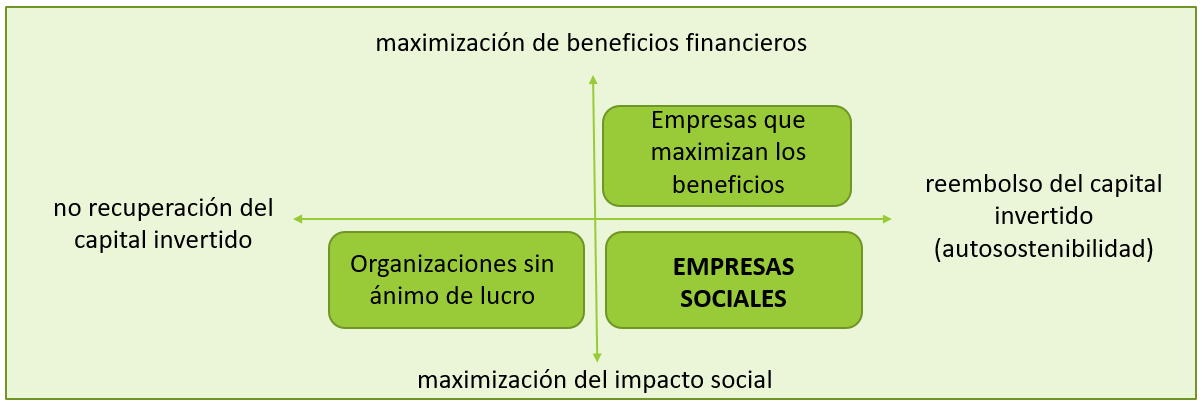 maximización de beneficios financieros
Empresas que
maximizan los
beneficios
no recuperación del
capital invertido
reembolso del capital
invertido
(autosostenibilidad)
Organizaciones sin
ánimo de lucro
EMPRESAS
SOCIALES
maximización del impacto social